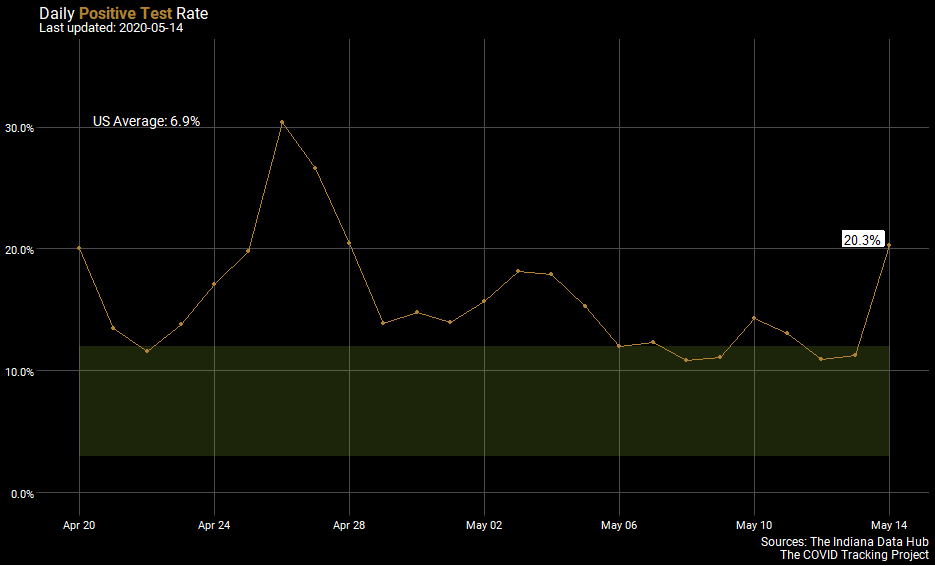 Daily Positive Test Rate
Last updated: 2020-05-14
US Average: 6.9%
30.0%
20.3%
20.0%
10.0%
0.0%
Apr 20 Apr 24 Apr 28 May 02 May 06 May 10 May 14
Sources: The Indiana Data Hub
The COVID Tracking Project